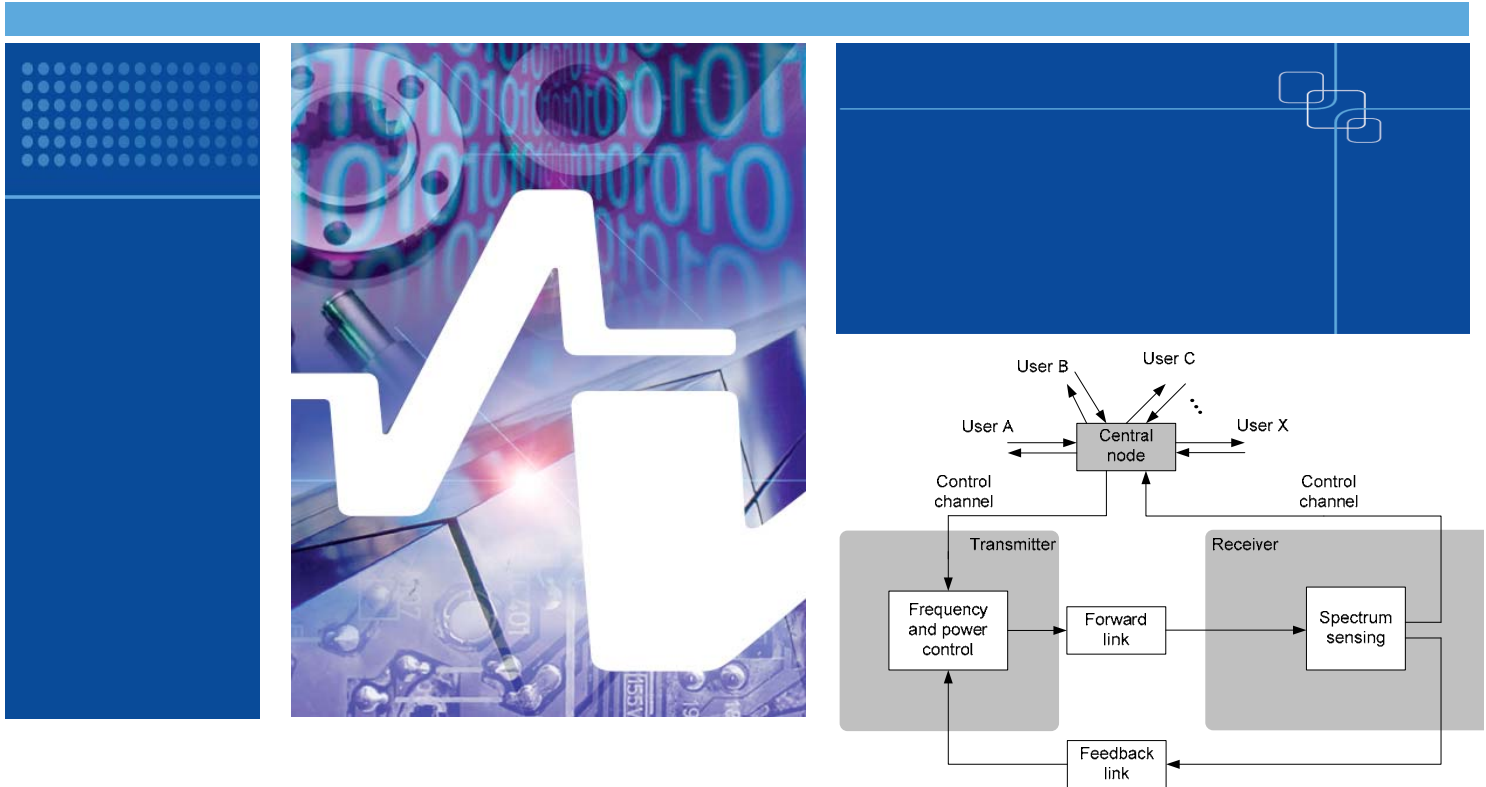 User B
User C
User A
User X
Central
node
Control
channel
Control
channel
Transmitter
Receiver
Frequency
and power
control
Forward
link
Spectrum
sensing
Feedback
link